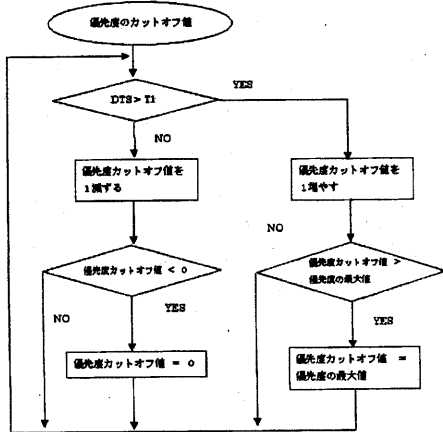 優先度のカットオフ値
DTS > T1
YES
NO
優先度カットオフ値を
1減ずる
優先度カットオフ値を
1増やす
NO
優先度カットオフ値 < 0
優先度カットオフ値 >
優先度の最大値
NO
YES
YES
優先度カットオフ値 = 0
優先度カットオフ値 =
優先度の最大値